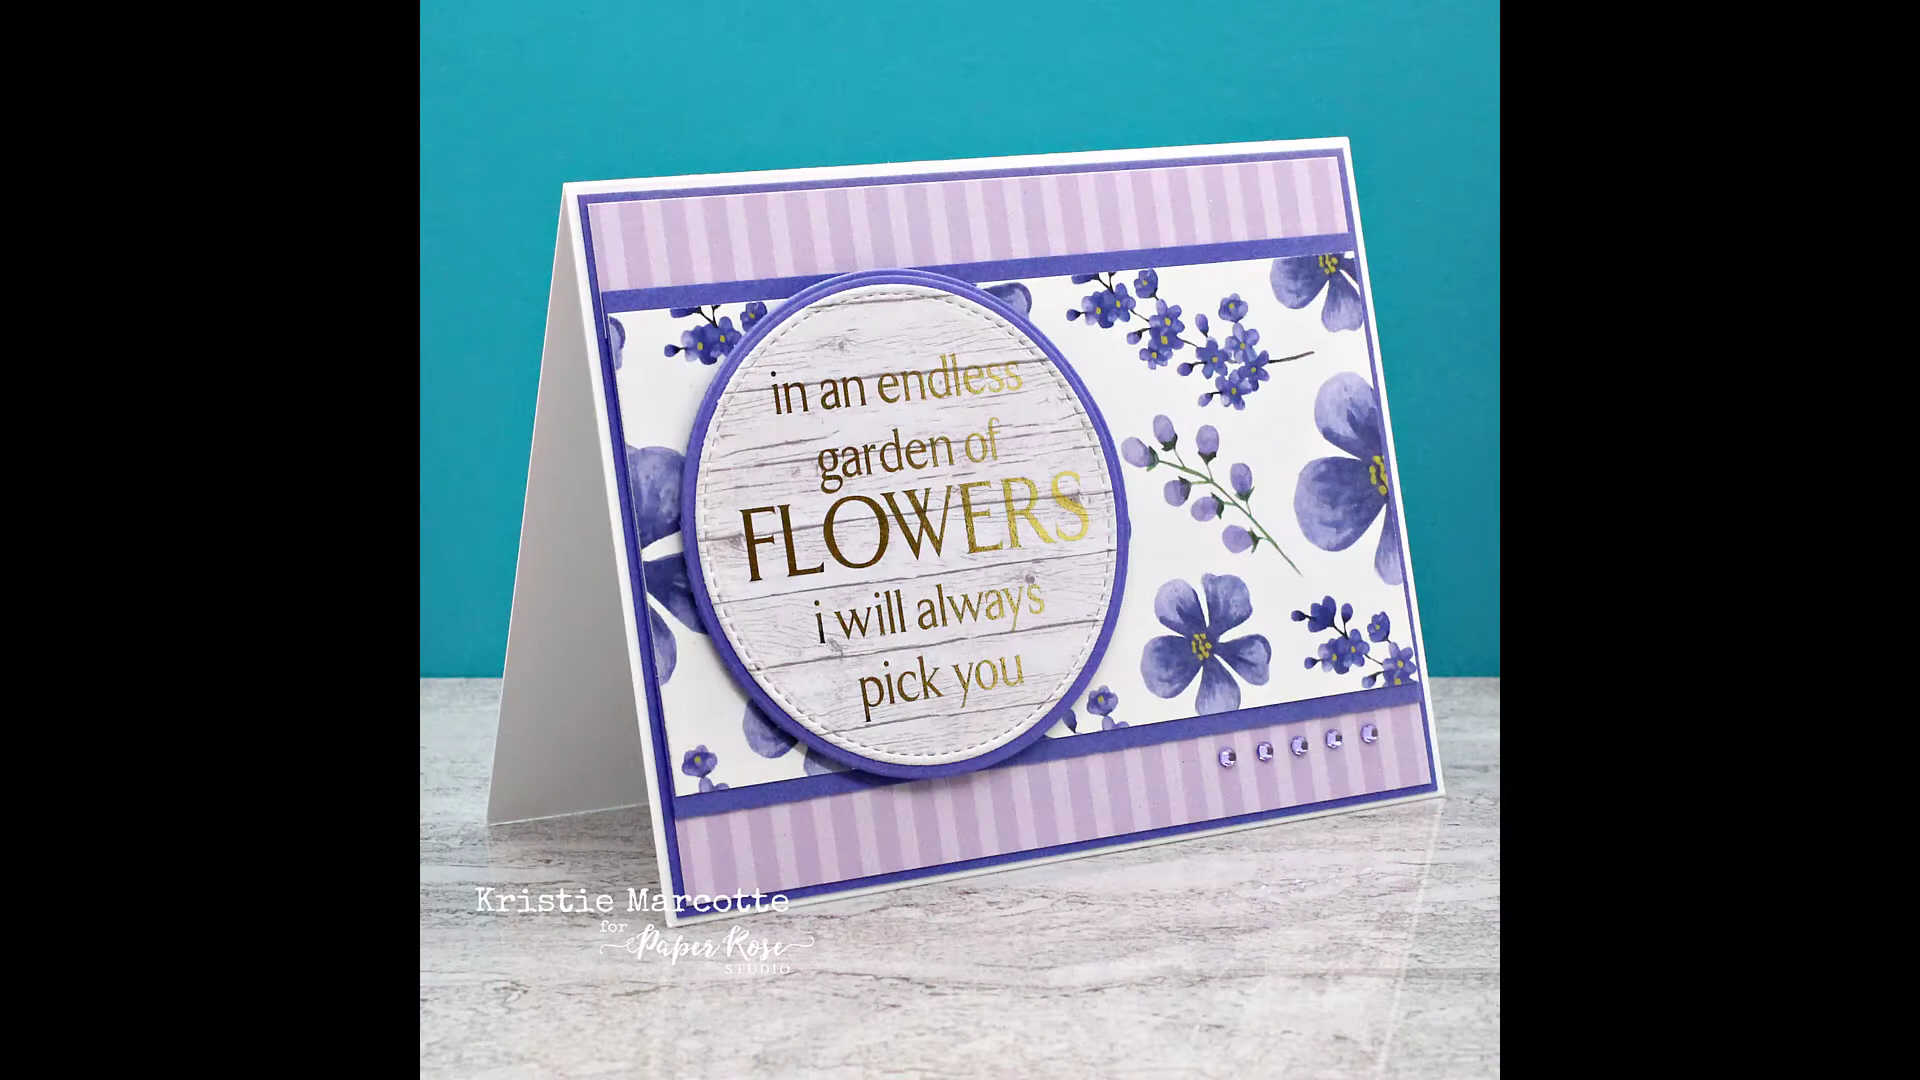 in an endless
garden of
FLOWERS
i will always
pick you
Kristie Marcotte
for
Paper Rose
STUDIO